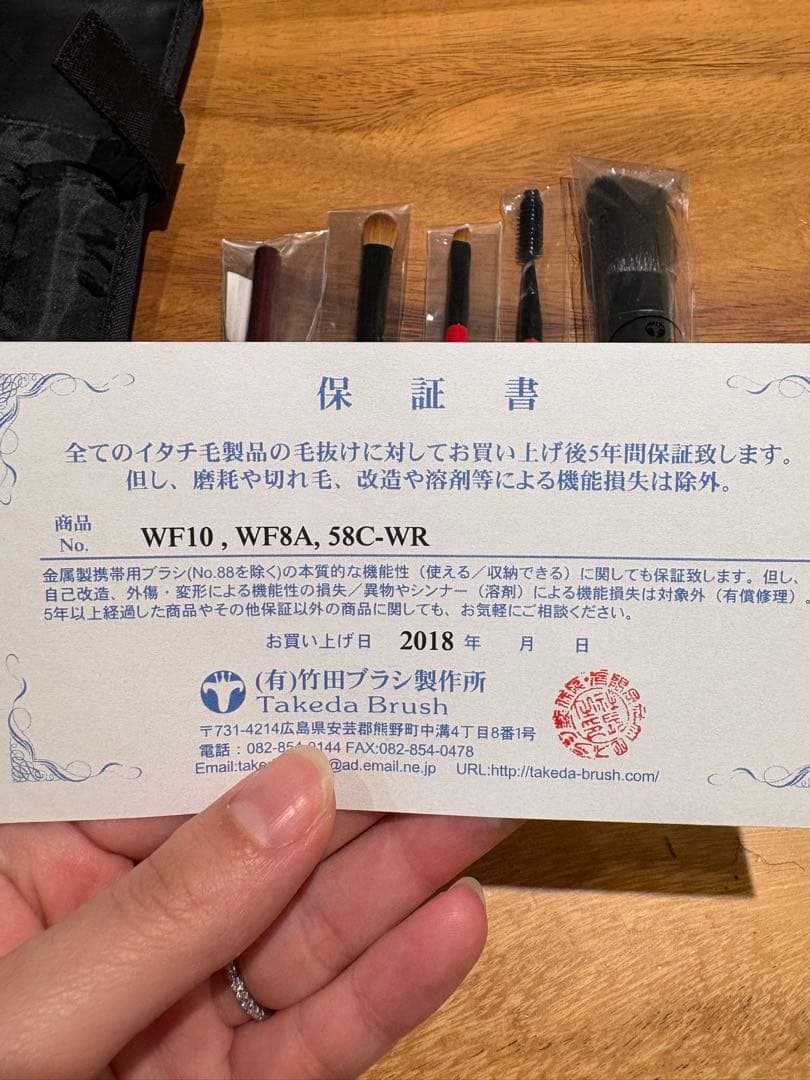 保 証 書
全てのイタチ毛製品の毛抜けに対してお買い上げ後5年間保証致します。
但し、磨耗や切れ毛、改造や溶剤等による機能損失は除外。
商品 No. WF10 , WF8A, 58C-WR
金属製携帯用ブラシ(No.88を除く)の本質的な機能性（使える／収納できる）に関しても保証致します。但し、
自己改造、外傷・変形による機能性の損失／異物やシンナー（溶剤）による機能損失は対象外（有償修理）。
5年以上経過した商品やその他保証以外の商品に関しても、お気軽にご相談ください。
お買い上げ日 2018 年 月 日
(有)竹田ブラシ製作所
Takeda Brush
〒731-4214広島県安芸郡熊野町中溝4丁目8番1号
電話：082-854-0144 FAX:082-854-0478
Email:take @ad.email.ne.jp URL:http://takeda-brush.com/